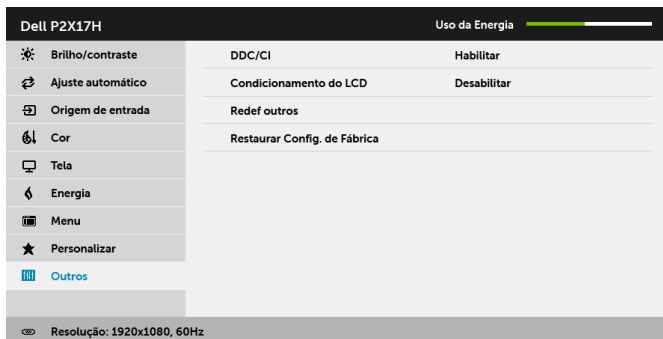 Dell P2X17H Uso da Energia
Brilho/contraste DDC/CI Habilitar
Ajuste automático Condicionamento do LCD Desabilitar
Origem de entrada Redef outros
Cor Restaurar Config. de Fábrica
Tela
Energia
Menu
Personalizar
Outros
Resolução: 1920x1080, 60Hz